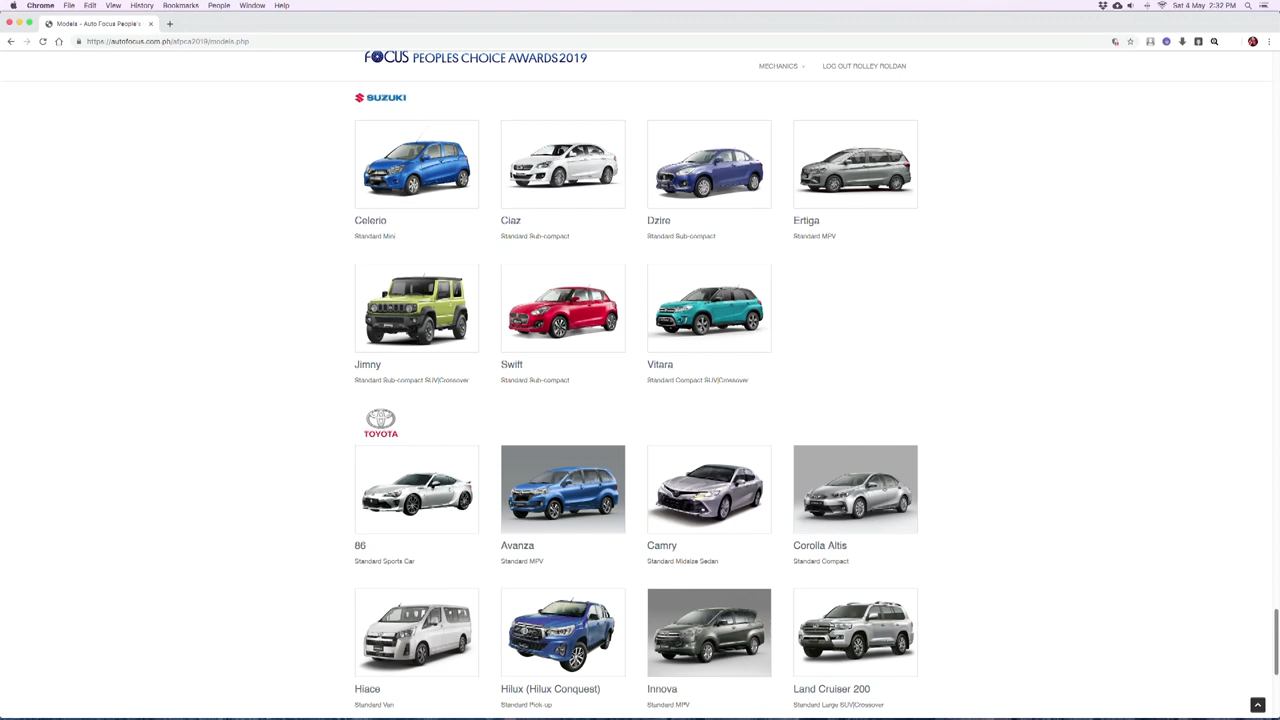 Chrome File Edit View History Bookmarks People Window Help Sat 4 May 2:32 PM
Models - Auto Focus People's
https://autofocus.com.ph/afpca2019/models.php
FOCUS PEOPLES CHOICE AWARDS 2019
MECHANICS LOG OUT ROLLEY ROLDAN
SUZUKI
Celerio Ciaz Dzire Ertiga
Standard Mini Standard Sub-compact Standard Sub-compact Standard MPV
Jimny Swift Vitara
Standard Sub-compact SUV|Crossover Standard Sub-compact Standard Compact SUV|Crossover
TOYOTA
86 Avanza Camry Corolla Altis
Standard Sports Car Standard MPV Standard Midsize Sedan Standard Compact
Hiace Hilux (Hilux Conquest) Innova Land Cruiser 200
Standard Van Standard Pick-up Standard MPV Standard Large SUV|Crossover